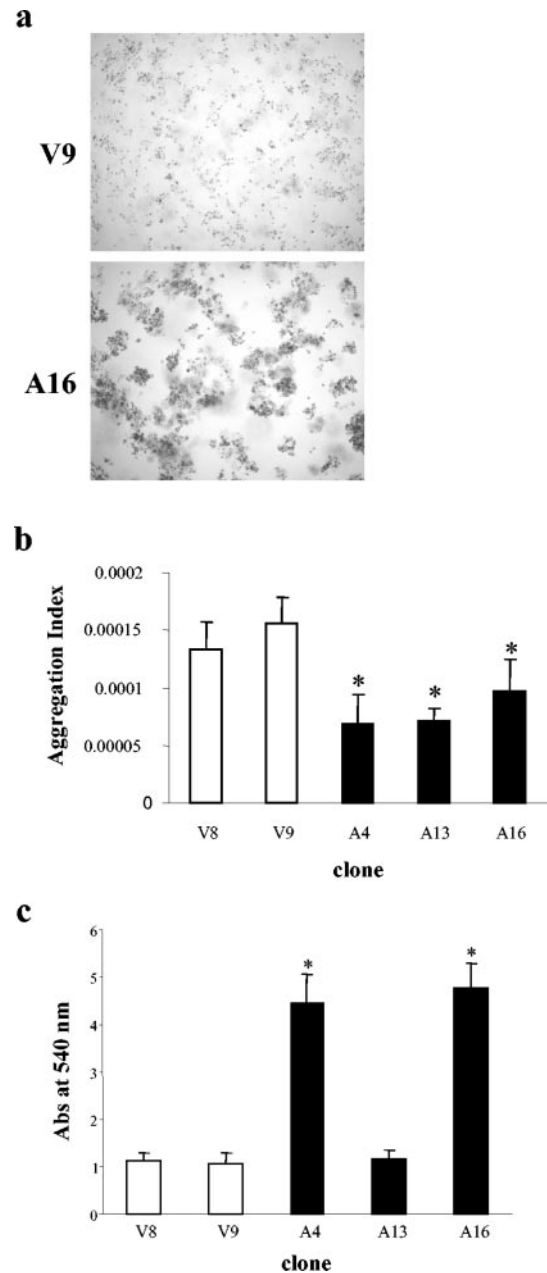 a
V9
A16
b
Aggregation Index
0.0002
0.00015
0.0001
0.00005
0
* * *
V8 V9 A4 A13 A16
clone
c
Abs at 540 nm
6
5
4
3
2
1
0
* *
V8 V9 A4 A13 A16
clone